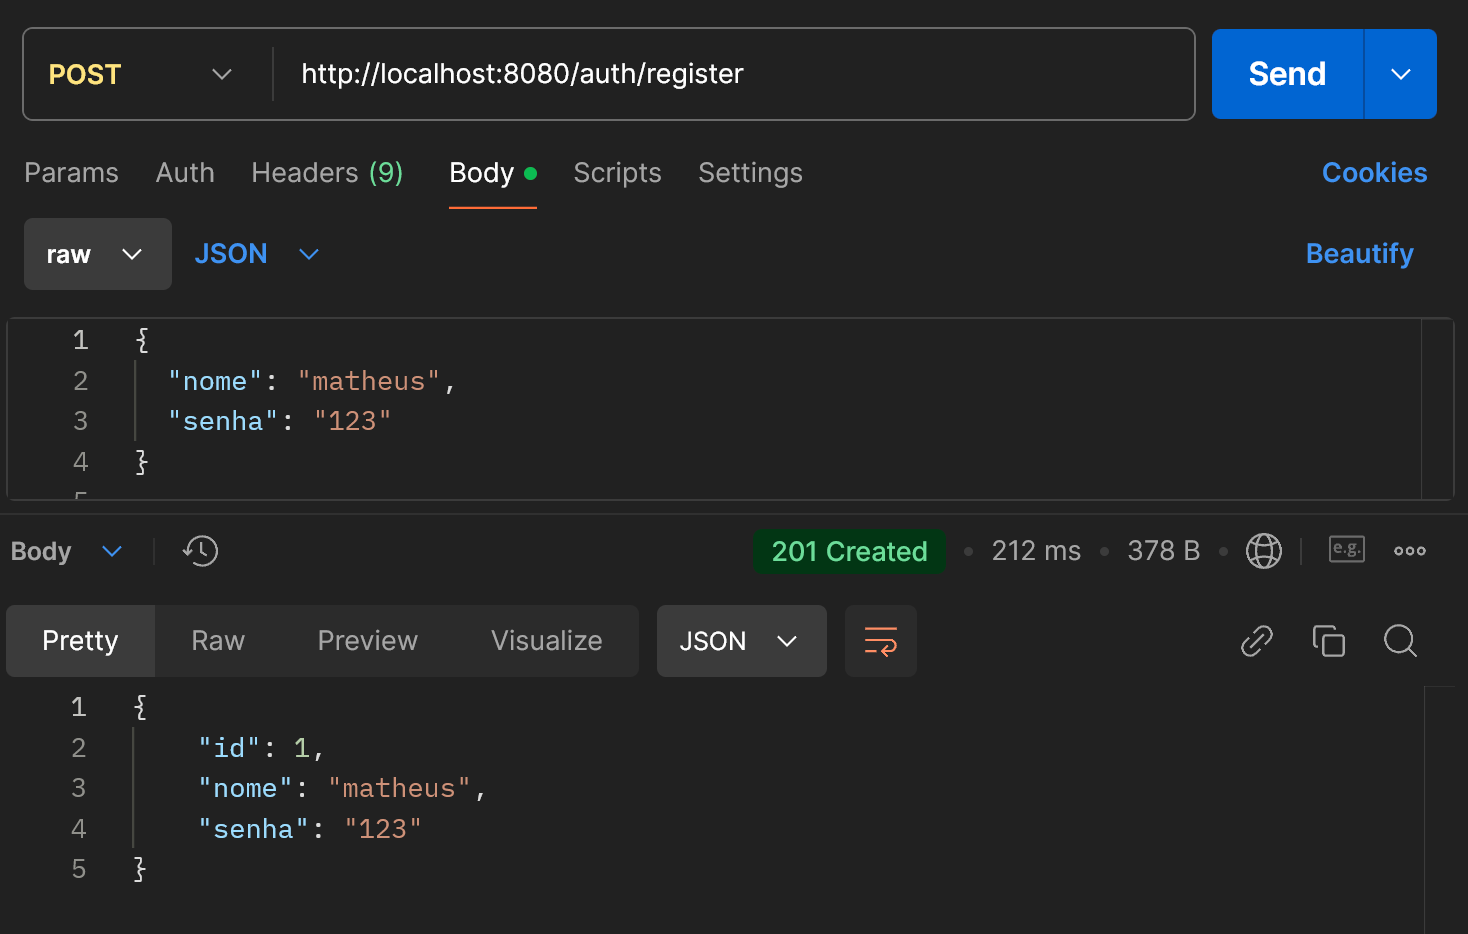 POST http://localhost:8080/auth/register Send
Params Auth Headers (9) Body Scripts Settings Cookies
raw JSON Beautify
1 {
2 "nome": "matheus",
3 "senha": "123"
4 }
5
Body 201 Created 212 ms 378 B e.g.
Pretty Raw Preview Visualize JSON
1 {
2 "id": 1,
3 "nome": "matheus",
4 "senha": "123"
5 }